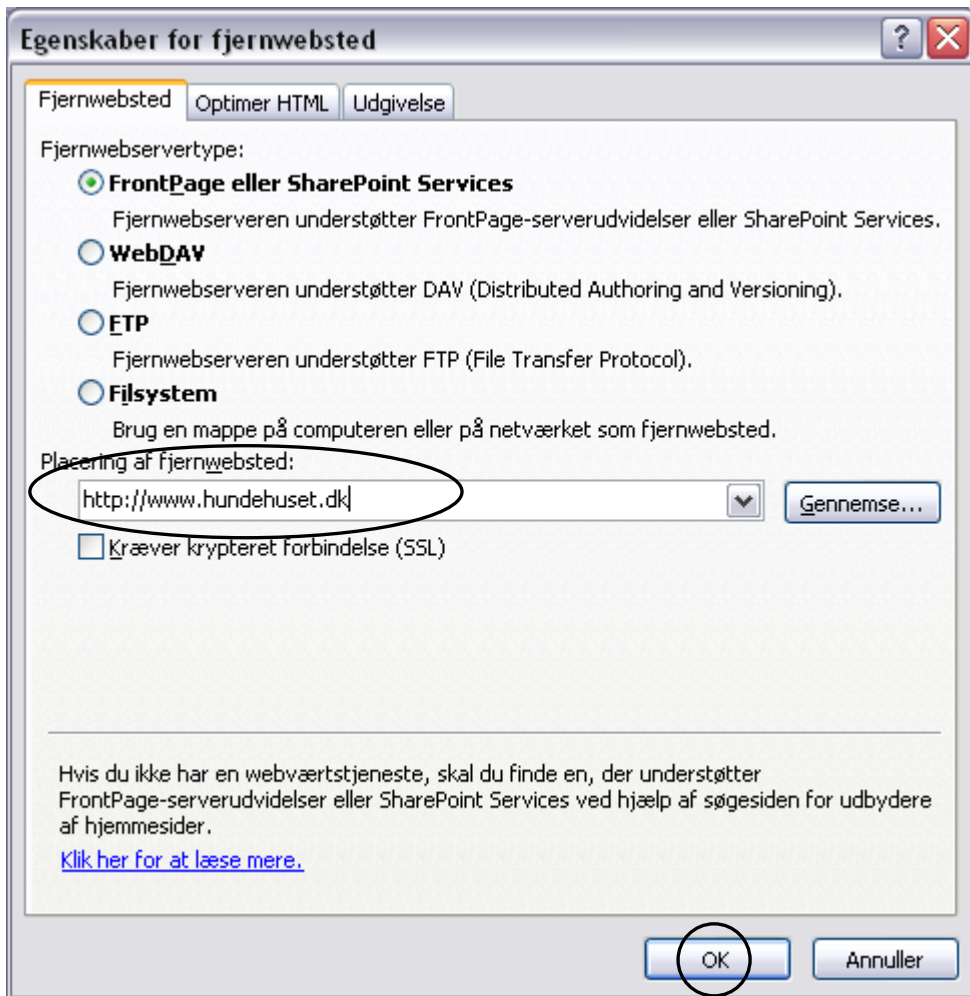 Egenskaber for fjernwebsted
Fjernwebsted
Optimer HTML
Udgivelse
Fjernwebservertype:
FrontPage eller SharePoint Services
Fjernwebserveren understøtter FrontPage-serverudvidelser eller SharePoint Services.
WebDAV
Fjernwebserveren understøtter DAV (Distributed Authoring and Versioning).
FTP
Fjernwebserveren understøtter FTP (File Transfer Protocol).
Filsystem
Brug en mappe på computeren eller på netværket som fjernwebsted.
Placering af fjernwebsted:
http://www.hundehuset.dk
Gennemse...
Kræver krypteret forbindelse (SSL)
Hvis du ikke har en webværtstjeneste, skal du finde en, der understøtter
FrontPage-serverudvidelser eller SharePoint Services ved hjælp af søgesiden for udbydere
af hjemmesider.
Klik her for at læse mere.
OK
Annuller